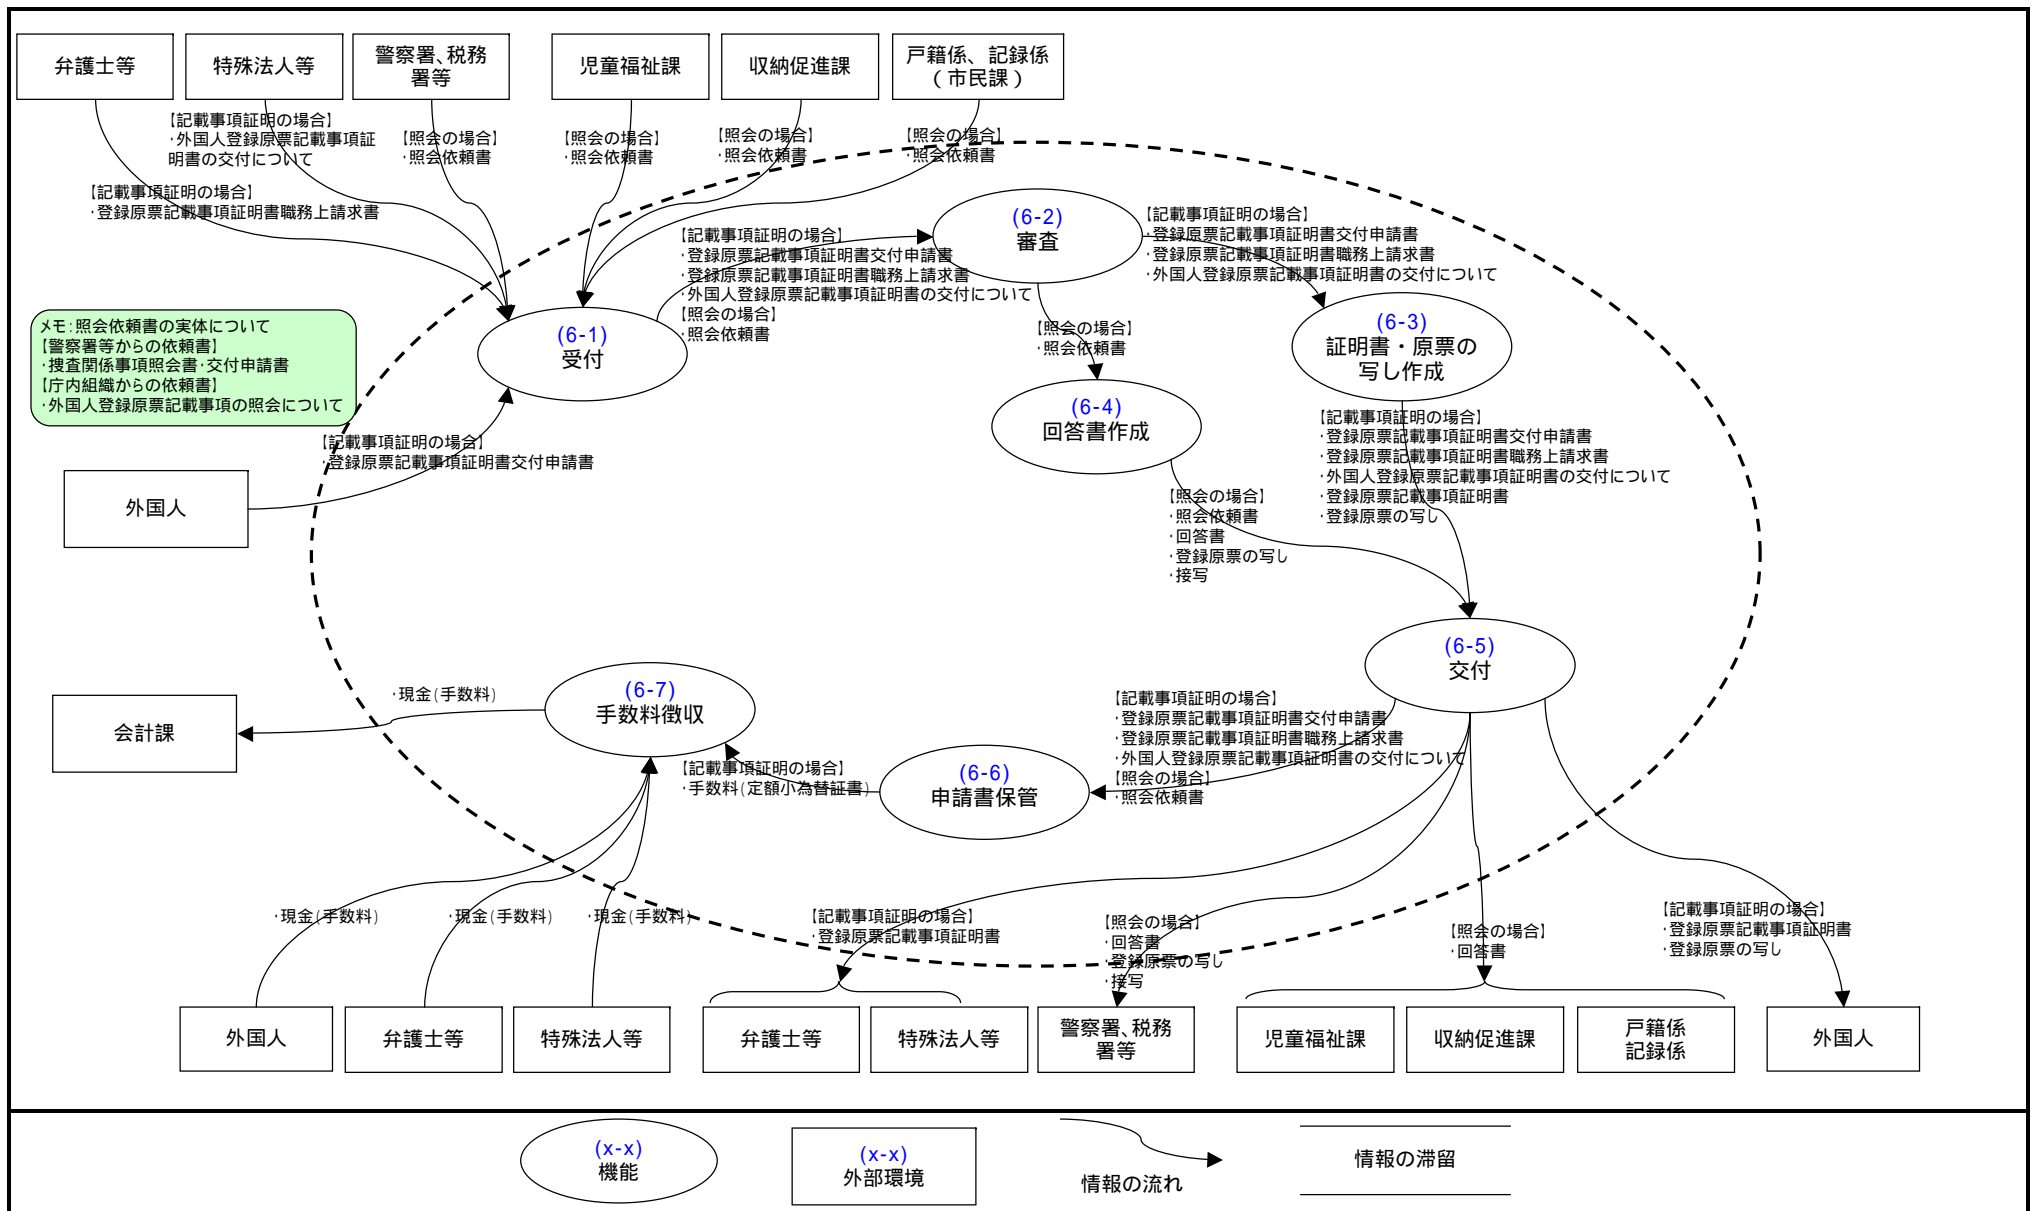 弁護士等
特殊法人等
警察署、税務
署等
児童福祉課
収納促進課
戸籍係、記録係
（市民課）
【記載事項証明の場合】
・外国人登録原票記載事項証
明書の交付について
【照会の場合】
・照会依頼書
【照会の場合】
・照会依頼書
【照会の場合】
・照会依頼書
【照会の場合】
・照会依頼書
【記載事項証明の場合】
・登録原票記載事項証明書職務上請求書
(6-2)
審査
【記載事項証明の場合】
・登録原票記載事項証明書交付申請書
・登録原票記載事項証明書職務上請求書
・外国人登録原票記載事項証明書の交付について
【記載事項証明の場合】
・登録原票記載事項証明書交付申請書
・登録原票記載事項証明書職務上請求書
・外国人登録原票記載事項証明書の交付について
【照会の場合】
・照会依頼書
メモ：照会依頼書の実体について
【警察署等からの依頼書】
・捜査関係事項照会書・交付申請書
【庁内組織からの依頼書】
・外国人登録原票記載事項の照会について
(6-1)
受付
【照会の場合】
・照会依頼書
(6-3)
証明書・原票の
写し作成
(6-4)
回答書作成
【記載事項証明の場合】
・登録原票記載事項証明書交付申請書
外国人
【記載事項証明の場合】
・登録原票記載事項証明書交付申請書
・登録原票記載事項証明書職務上請求書
・外国人登録原票記載事項証明書の交付について
・登録原票記載事項証明書
・登録原票の写し
【照会の場合】
・照会依頼書
・回答書
・登録原票の写し
・接写
(6-5)
交付
会計課
・現金(手数料)
(6-7)
手数料徴収
【記載事項証明の場合】
・手数料(定額小為替証書)
(6-6)
申請書保管
【記載事項証明の場合】
・登録原票記載事項証明書交付申請書
・登録原票記載事項証明書職務上請求書
・外国人登録原票記載事項証明書の交付について
【照会の場合】
・照会依頼書
・現金(手数料)
・現金(手数料)
・現金(手数料)
【記載事項証明の場合】
・登録原票記載事項証明書
【照会の場合】
・回答書
・登録原票の写し
・接写
【照会の場合】
・回答書
【記載事項証明の場合】
・登録原票記載事項証明書
・登録原票の写し
外国人
弁護士等
特殊法人等
弁護士等
特殊法人等
警察署、税務
署等
児童福祉課
収納促進課
戸籍係
記録係
外国人
(x-x)
機能
(x-x)
外部環境
情報の流れ
情報の滞留